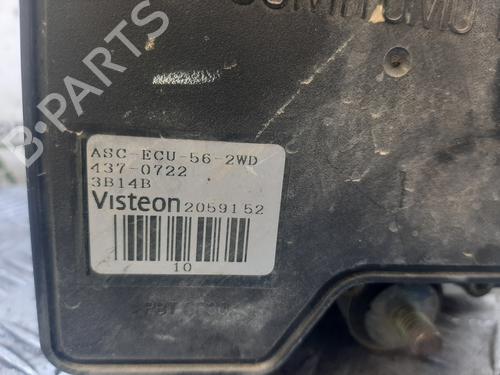 B-PARTS
ASC-ECU-56-2WD
437-0722
3B14B
Visteon 2059152
10